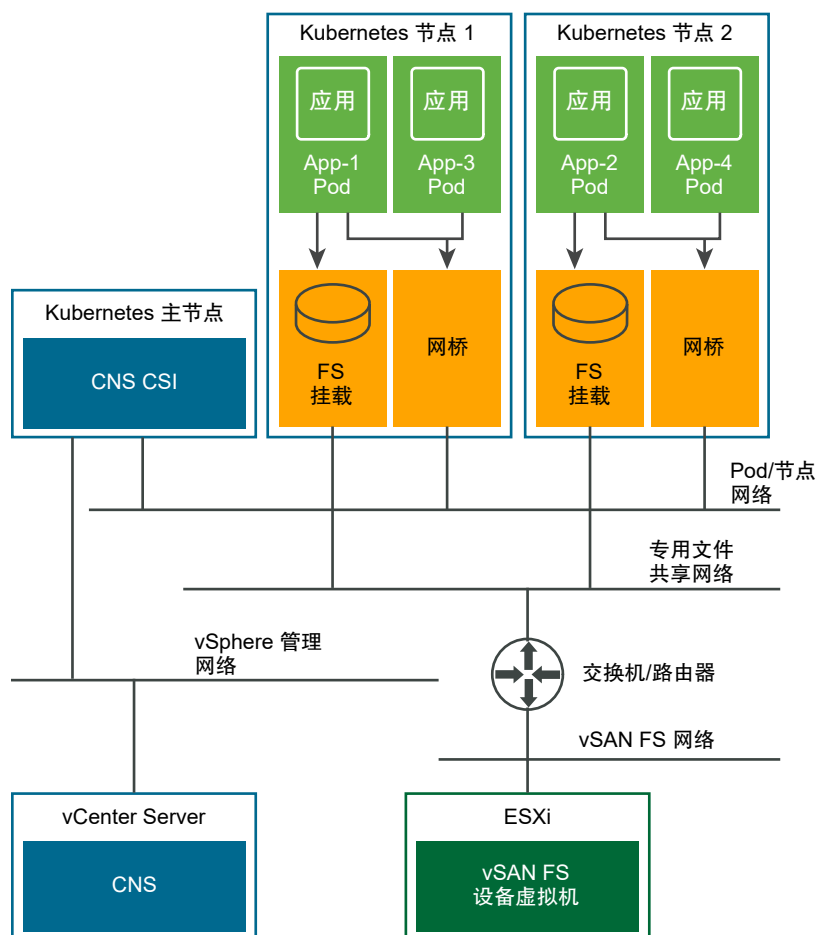 Kubernetes 节点 1
Kubernetes 节点 2
应用
应用
应用
应用
App-1
Pod
App-3
Pod
App-2
Pod
App-4
Pod
Kubernetes 主节点
CNS CSI
FS
挂载
网桥
FS
挂载
网桥
Pod/节点
网络
专用文件
共享网络
vSphere 管理
网络
交换机/路由器
vSAN FS 网络
vCenter Server
CNS
ESXi
vSAN FS
设备虚拟机